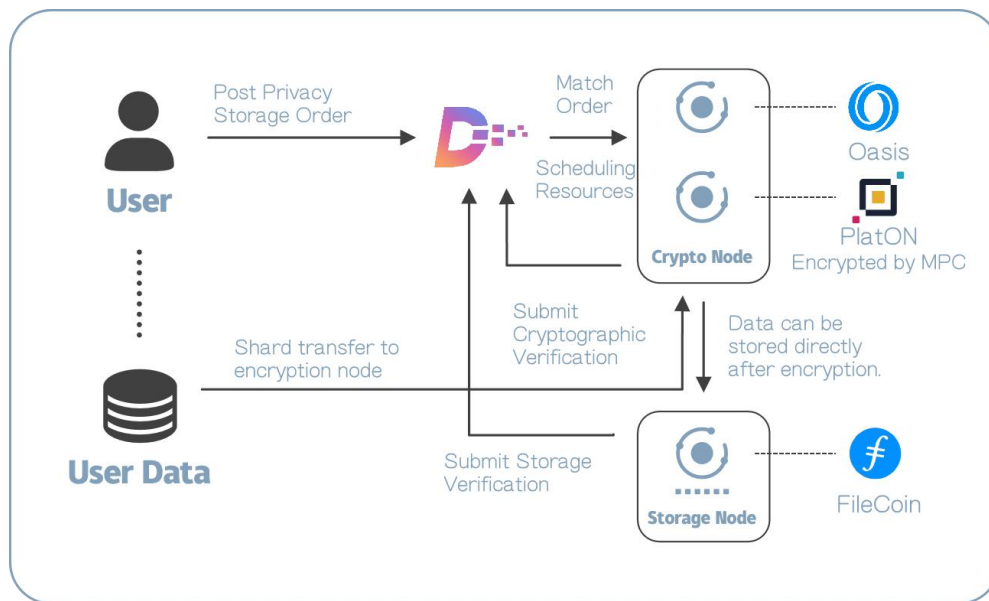 Post Privacy
Storage Order
Match
Order
Scheduling
Resources
User
Oasis
PlatON
Encrypted by MPC
Crypto Node
Submit
Cryptographic
Verification
Data can be
stored directly
after encryption.
Shard transfer to
encryption node
User Data
Submit Storage
Verification
Storage Node
FileCoin